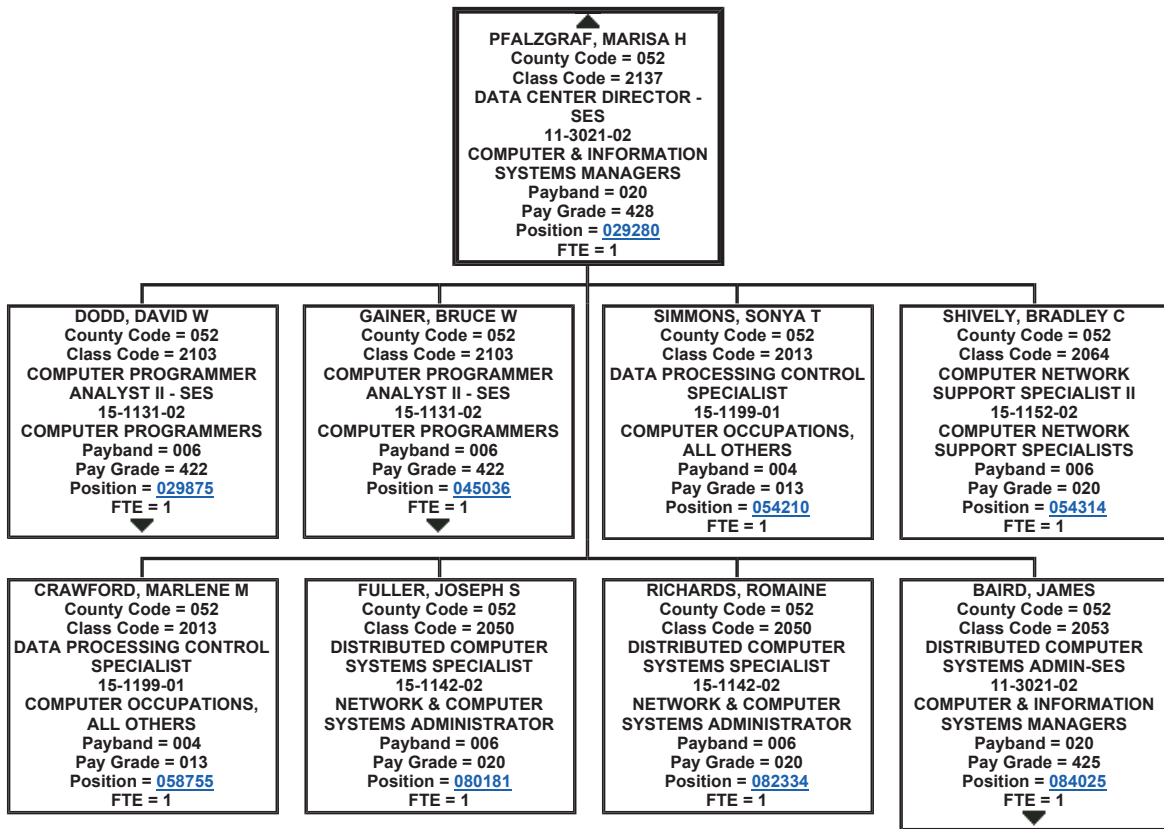 PFALZGRAF, MARISA H
County Code = 052
Class Code = 2137
DATA CENTER DIRECTOR -
SES
11-3021-02
COMPUTER & INFORMATION
SYSTEMS MANAGERS
Payband = 020
Pay Grade = 428
Position = 029280
FTE = 1
DODD, DAVID W
County Code = 052
Class Code = 2103
COMPUTER PROGRAMMER
ANALYST II - SES
15-1131-02
COMPUTER PROGRAMMERS
Payband = 006
Pay Grade = 422
Position = 029875
FTE = 1
GAINER, BRUCE W
County Code = 052
Class Code = 2103
COMPUTER PROGRAMMER
ANALYST II - SES
15-1131-02
COMPUTER PROGRAMMERS
Payband = 006
Pay Grade = 422
Position = 045036
FTE = 1
SIMMONS, SONYA T
County Code = 052
Class Code = 2013
DATA PROCESSING CONTROL
SPECIALIST
15-1199-01
COMPUTER OCCUPATIONS,
ALL OTHERS
Payband = 004
Pay Grade = 013
Position = 054210
FTE = 1
SHIVELY, BRADLEY C
County Code = 052
Class Code = 2064
COMPUTER NETWORK
SUPPORT SPECIALIST II
15-1152-02
COMPUTER NETWORK
SUPPORT SPECIALISTS
Payband = 006
Pay Grade = 020
Position = 054314
FTE = 1
CRAWFORD, MARLENE M
County Code = 052
Class Code = 2013
DATA PROCESSING CONTROL
SPECIALIST
15-1199-01
COMPUTER OCCUPATIONS,
ALL OTHERS
Payband = 004
Pay Grade = 013
Position = 058755
FTE = 1
FULLER, JOSEPH S
County Code = 052
Class Code = 2050
DISTRIBUTED COMPUTER
SYSTEMS SPECIALIST
15-1142-02
NETWORK & COMPUTER
SYSTEMS ADMINISTRATOR
Payband = 006
Pay Grade = 020
Position = 080181
FTE = 1
RICHARDS, ROMAINE
County Code = 052
Class Code = 2050
DISTRIBUTED COMPUTER
SYSTEMS SPECIALIST
15-1142-02
NETWORK & COMPUTER
SYSTEMS ADMINISTRATOR
Payband = 006
Pay Grade = 020
Position = 082334
FTE = 1
BAIRD, JAMES
County Code = 052
Class Code = 2053
DISTRIBUTED COMPUTER
SYSTEMS ADMIN-SES
11-3021-02
COMPUTER & INFORMATION
SYSTEMS MANAGERS
Payband = 020
Pay Grade = 425
Position = 084025
FTE = 1